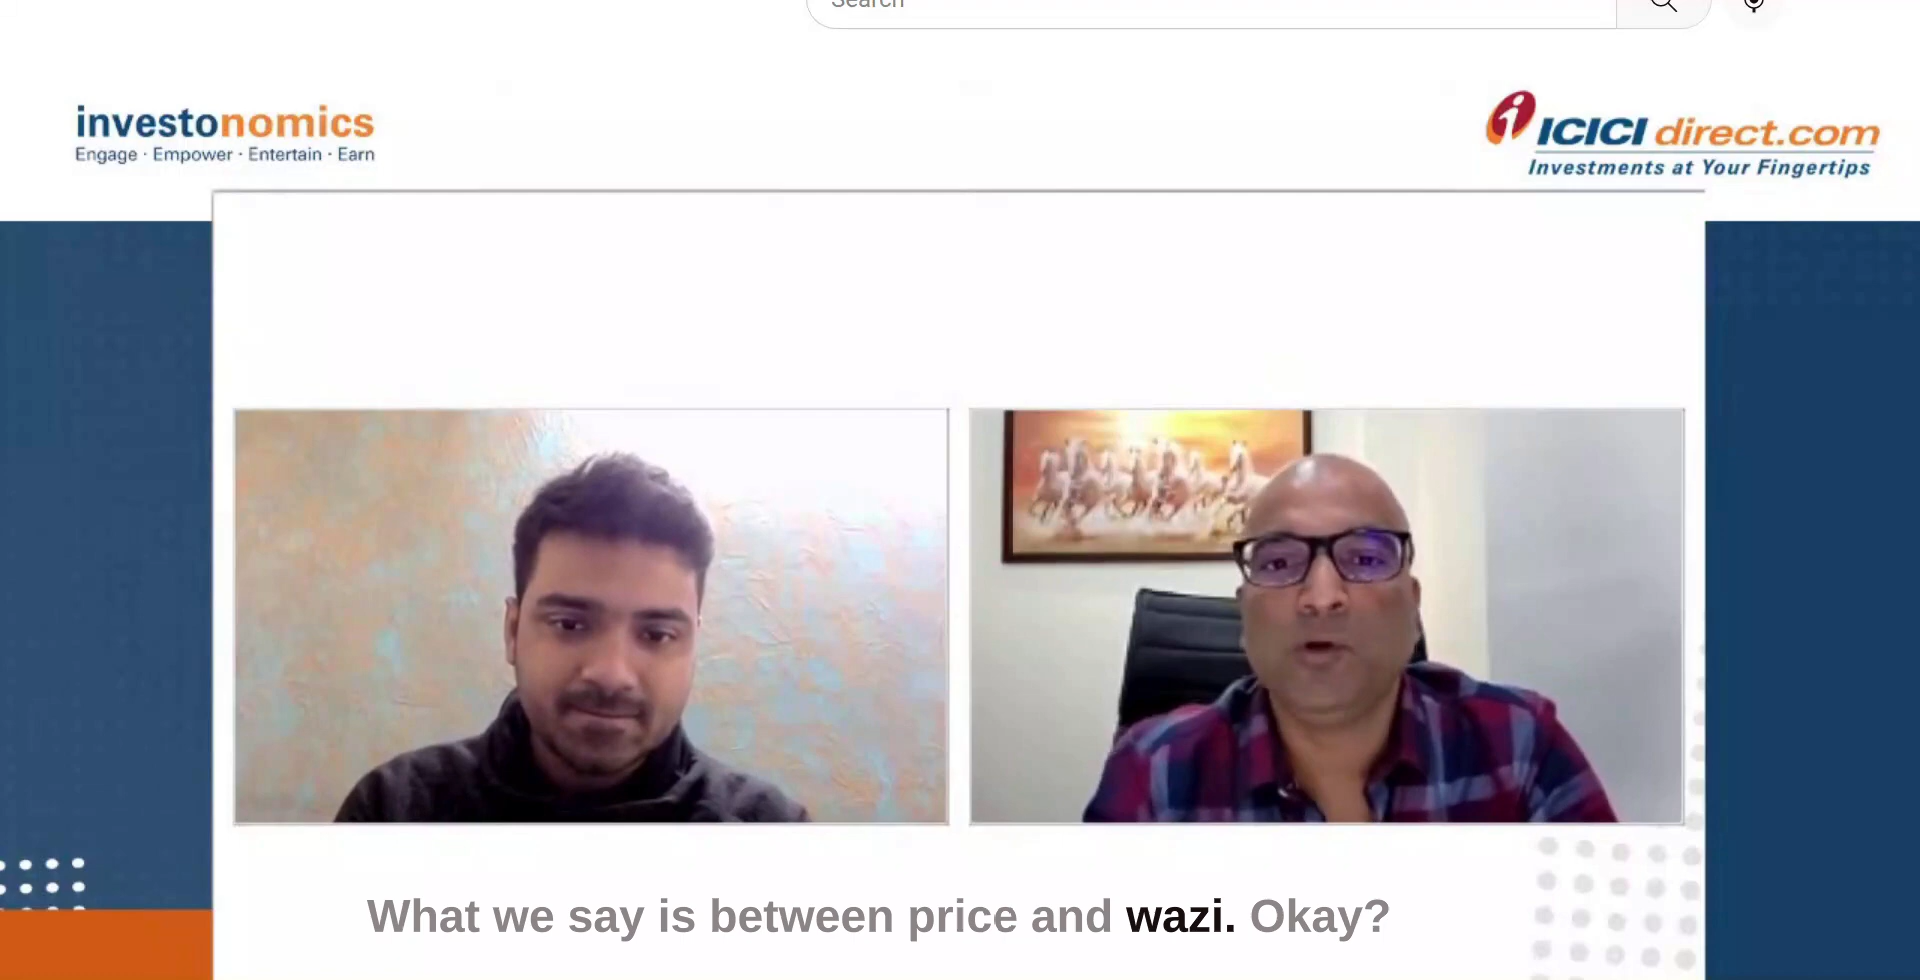 Search
investonomics
Engage · Empower · Entertain · Earn
ICICI direct.com
Investments at Your Fingertips
What we say is between price and wazi. Okay?